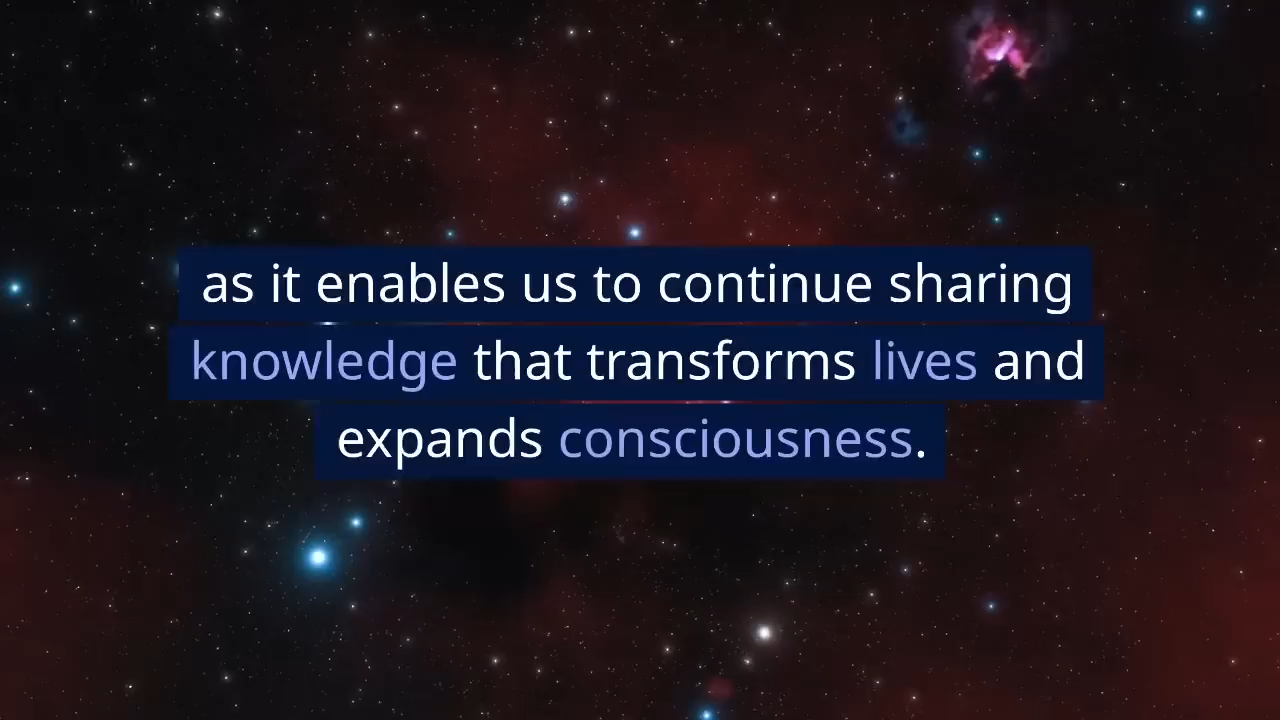 as it enables us to continue sharing
knowledge that transforms lives and
expands consciousness.